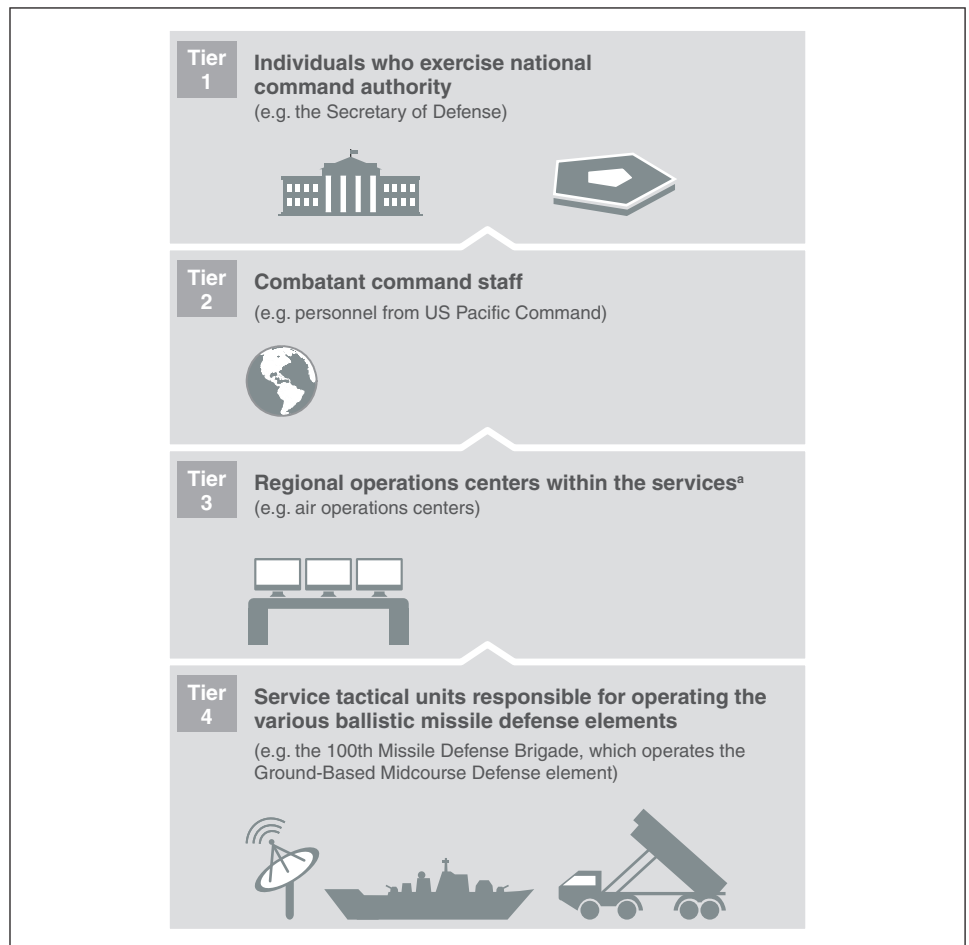 Tier
1
Individuals who exercise national
command authority
(e.g. the Secretary of Defense)
Tier
2
Combatant command staff
(e.g. personnel from US Pacific Command)
Tier
3
Regional operations centers within the servicesᵃ
(e.g. air operations centers)
Tier
4
Service tactical units responsible for operating the
various ballistic missile defense elements
(e.g. the 100th Missile Defense Brigade, which operates the
Ground-Based Midcourse Defense element)